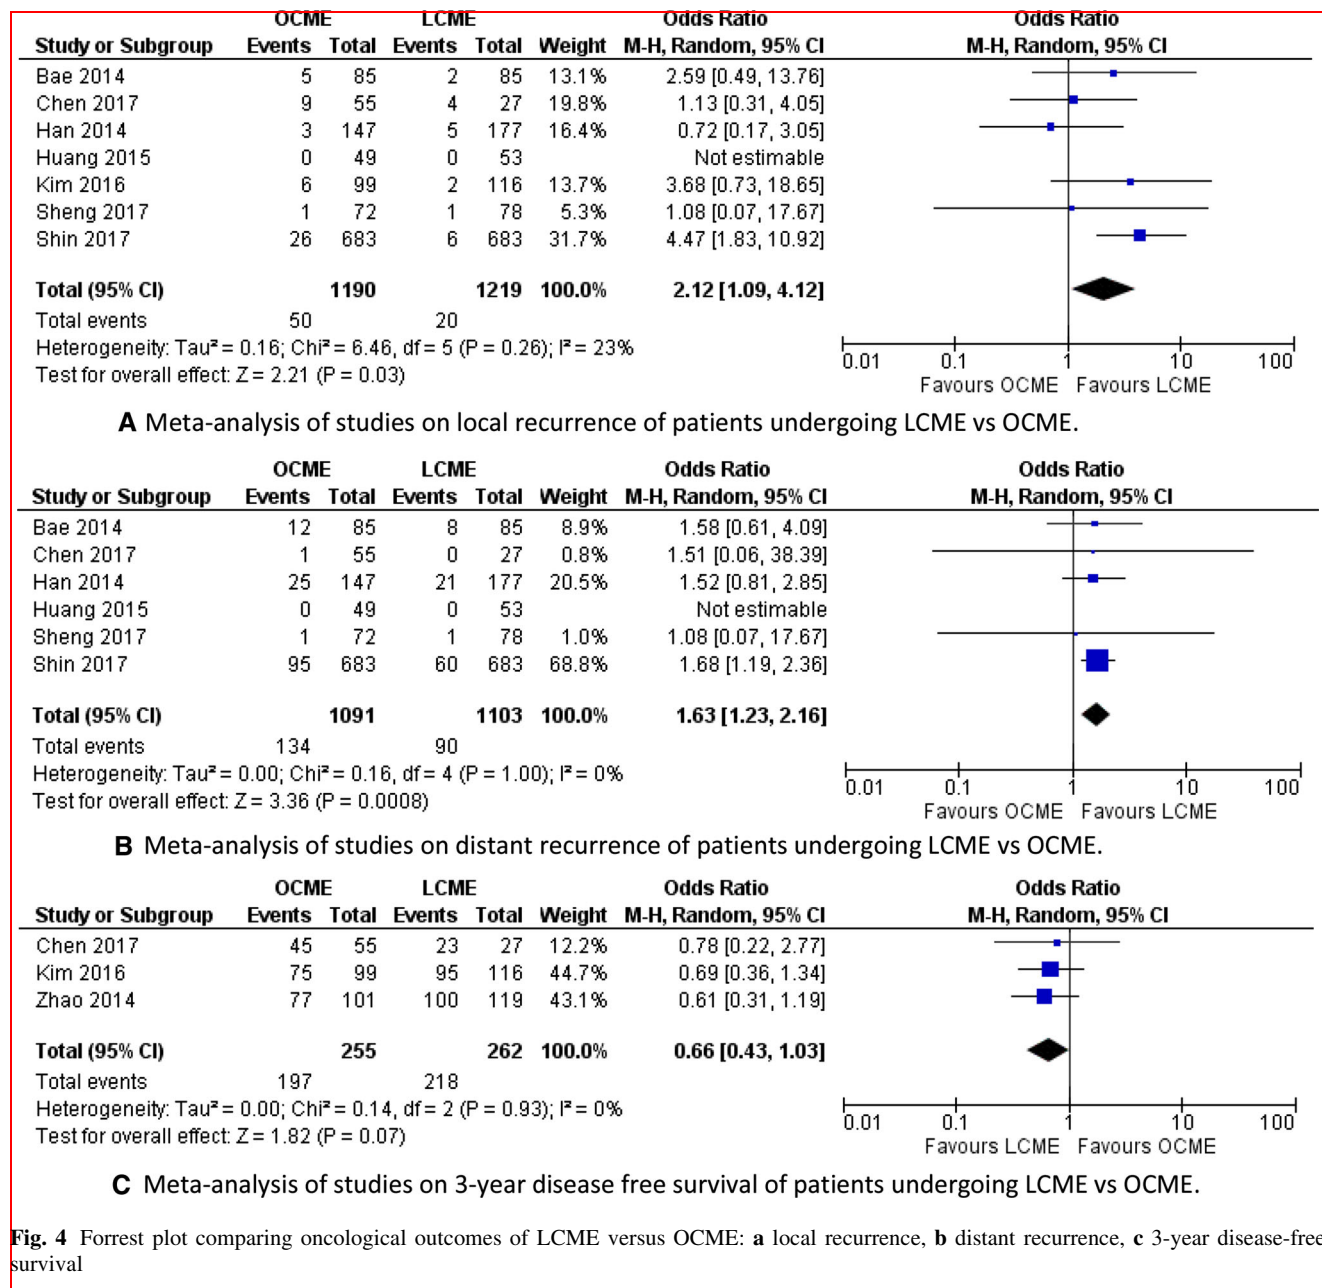 OCME LCME Odds Ratio Odds Ratio
Study or Subgroup Events Total Events Total Weight M-H, Random, 95% CI M-H, Random, 95% CI
Bae 2014 5 85 2 85 13.1% 2.59 [0.49, 13.76]
Chen 2017 9 55 4 27 19.8% 1.13 [0.31, 4.05]
Han 2014 3 147 5 177 16.4% 0.72 [0.17, 3.05]
Huang 2015 0 49 0 53 Not estimable
Kim 2016 6 99 2 116 13.7% 3.68 [0.73, 18.65]
Sheng 2017 1 72 1 78 5.3% 1.08 [0.07, 17.67]
Shin 2017 26 683 6 683 31.7% 4.47 [1.83, 10.92]
Total (95% CI) 1190 1219 100.0% 2.12 [1.09, 4.12]
Total events 50 20
Heterogeneity: Tau² = 0.16; Chi² = 6.46, df = 5 (P = 0.26); I² = 23%
Test for overall effect: Z = 2.21 (P = 0.03)
0.01 0.1 1 10 100
Favours OCME Favours LCME
A Meta-analysis of studies on local recurrence of patients undergoing LCME vs OCME.
OCME LCME Odds Ratio Odds Ratio
Study or Subgroup Events Total Events Total Weight M-H, Random, 95% CI M-H, Random, 95% CI
Bae 2014 12 85 8 85 8.9% 1.58 [0.61, 4.09]
Chen 2017 1 55 0 27 0.8% 1.51 [0.06, 38.39]
Han 2014 25 147 21 177 20.5% 1.52 [0.81, 2.85]
Huang 2015 0 49 0 53 Not estimable
Sheng 2017 1 72 1 78 1.0% 1.08 [0.07, 17.67]
Shin 2017 95 683 60 683 68.8% 1.68 [1.19, 2.36]
Total (95% CI) 1091 1103 100.0% 1.63 [1.23, 2.16]
Total events 134 90
Heterogeneity: Tau² = 0.00; Chi² = 0.16, df = 4 (P = 1.00); I² = 0%
Test for overall effect: Z = 3.36 (P = 0.0008)
0.01 0.1 1 10 100
Favours OCME Favours LCME
B Meta-analysis of studies on distant recurrence of patients undergoing LCME vs OCME.
OCME LCME Odds Ratio Odds Ratio
Study or Subgroup Events Total Events Total Weight M-H, Random, 95% CI M-H, Random, 95% CI
Chen 2017 45 55 23 27 12.2% 0.78 [0.22, 2.77]
Kim 2016 75 99 95 116 44.7% 0.69 [0.36, 1.34]
Zhao 2014 77 101 100 119 43.1% 0.61 [0.31, 1.19]
Total (95% CI) 255 262 100.0% 0.66 [0.43, 1.03]
Total events 197 218
Heterogeneity: Tau² = 0.00; Chi² = 0.14, df = 2 (P = 0.93); I² = 0%
Test for overall effect: Z = 1.82 (P = 0.07)
0.01 0.1 1 10 100
Favours LCME Favours OCME
C Meta-analysis of studies on 3-year disease free survival of patients undergoing LCME vs OCME.
Fig. 4 Forrest plot comparing oncological outcomes of LCME versus OCME: a local recurrence, b distant recurrence, c 3-year disease-free
survival